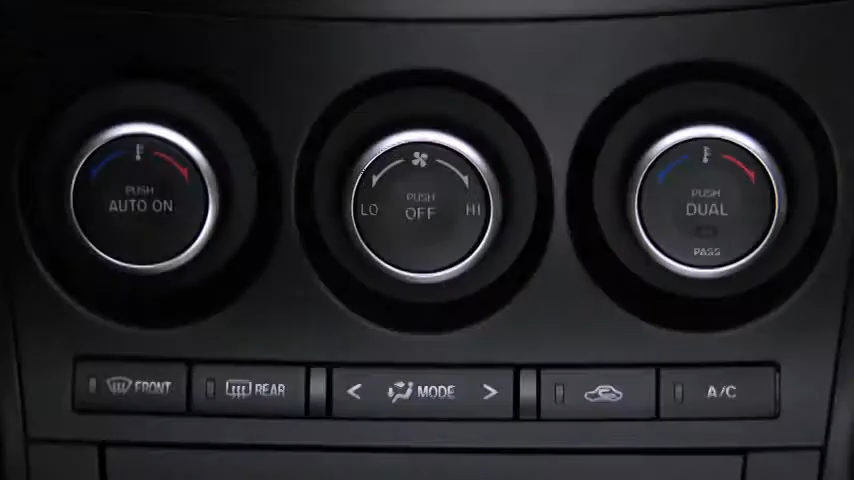 PUSH
AUTO ON
LO
PUSH
OFF
HI
PUSH
DUAL
PASS
FRONT
REAR
< MODE >
A/C